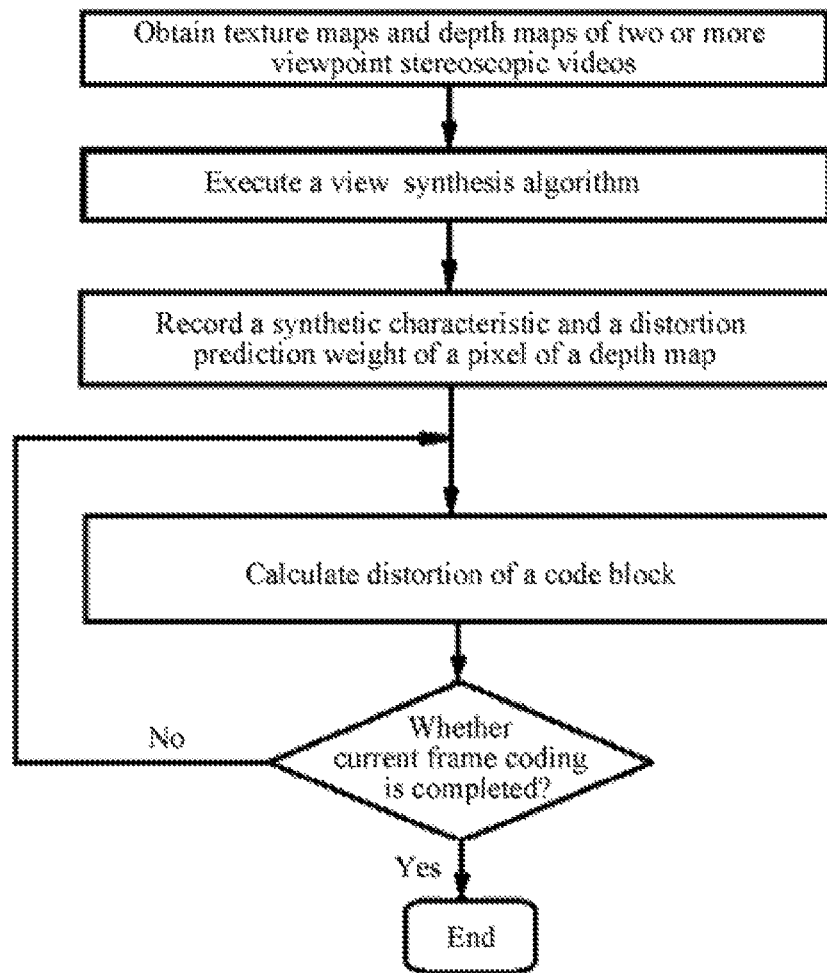 Obtain texture maps and depth maps of two or more
viewpoint stereoscopic videos
Execute a view synthesis algorithm
Record a synthetic characteristic and a distortion
prediction weight of a pixel of a depth map
Calculate distortion of a code block
Whether
current frame coding
is completed?
No
Yes
End